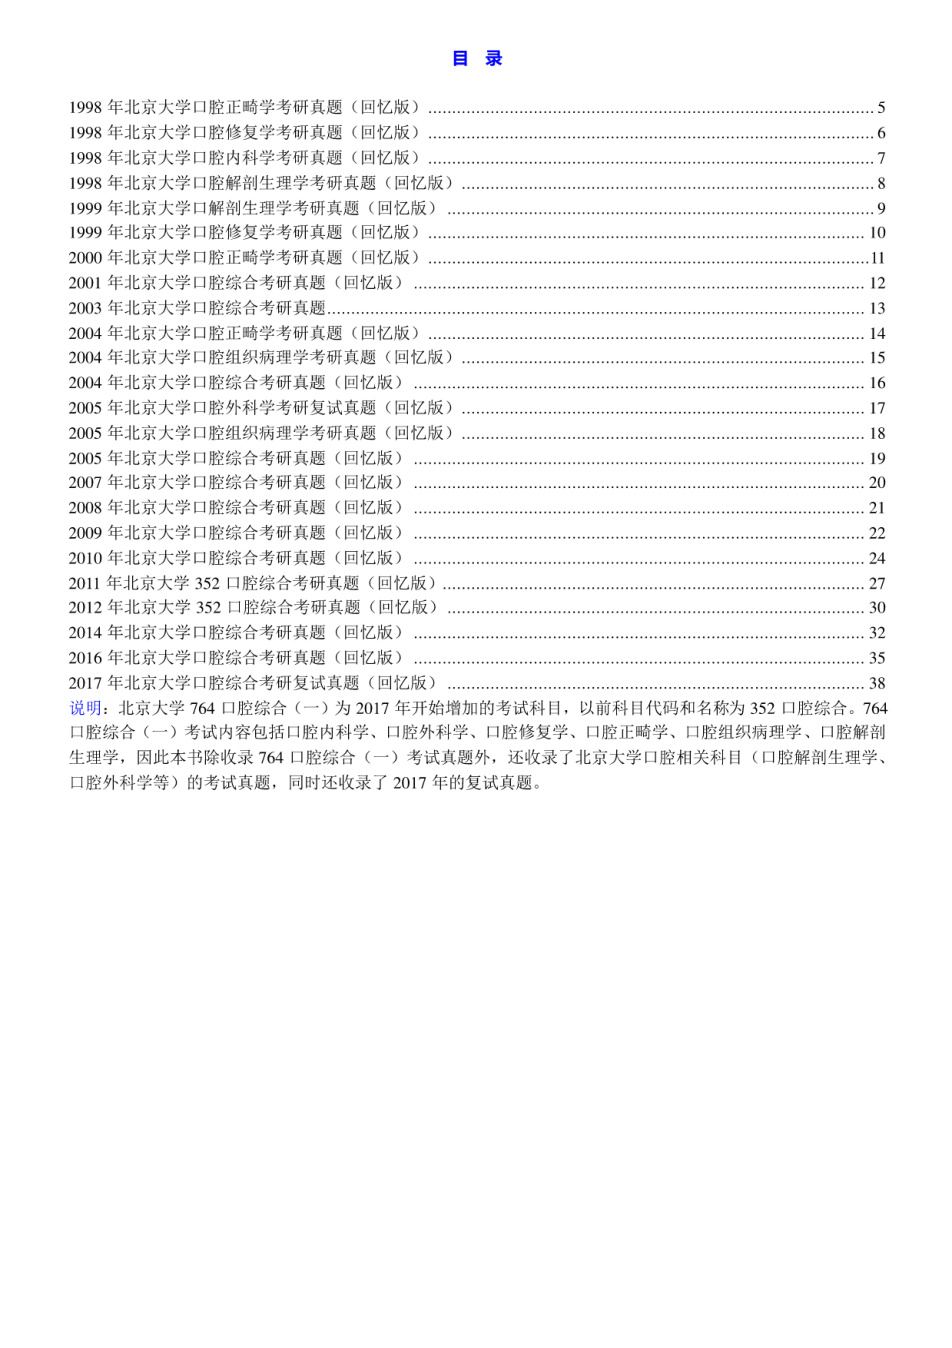 目 录
1998 年北京大学口腔正畸学考研真题（回忆版）................................................................................................ 5
1998 年北京大学口腔修复学考研真题（回忆版）................................................................................................ 6
1998 年北京大学口腔内科学考研真题（回忆版）................................................................................................ 7
1998 年北京大学口腔解剖生理学考研真题（回忆版）......................................................................................... 8
1999 年北京大学口解剖生理学考研真题（回忆版）............................................................................................ 9
1999 年北京大学口腔修复学考研真题（回忆版）.............................................................................................. 10
2000 年北京大学口腔正畸学考研真题（回忆版）...............................................................................................11
2001 年北京大学口腔综合考研真题（回忆版）................................................................................................. 12
2003 年北京大学口腔综合考研真题.................................................................................................................... 13
2004 年北京大学口腔正畸学考研真题（回忆版）.............................................................................................. 14
2004 年北京大学口腔组织病理学考研真题（回忆版）....................................................................................... 15
2004 年北京大学口腔综合考研真题（回忆版）................................................................................................. 16
2005 年北京大学口腔外科学考研复试真题（回忆版）....................................................................................... 17
2005 年北京大学口腔组织病理学考研真题（回忆版）....................................................................................... 18
2005 年北京大学口腔综合考研真题（回忆版）................................................................................................. 19
2007 年北京大学口腔综合考研真题（回忆版）................................................................................................. 20
2008 年北京大学口腔综合考研真题（回忆版）................................................................................................. 21
2009 年北京大学口腔综合考研真题（回忆版）................................................................................................. 22
2010 年北京大学口腔综合考研真题（回忆版）................................................................................................. 24
2011 年北京大学 352 口腔综合考研真题（回忆版）........................................................................................... 27
2012 年北京大学 352 口腔综合考研真题（回忆版）.......................................................................................... 30
2014 年北京大学口腔综合考研真题（回忆版）................................................................................................. 32
2016 年北京大学口腔综合考研真题（回忆版）................................................................................................. 35
2017 年北京大学口腔综合考研复试真题（回忆版）.......................................................................................... 38
说明：北京大学 764 口腔综合（一）为 2017 年开始增加的考试科目，以前科目代码和名称为 352 口腔综合。764
口腔综合（一）考试内容包括口腔内科学、口腔外科学、口腔修复学、口腔正畸学、口腔组织病理学、口腔解剖
生理学，因此本书除收录 764 口腔综合（一）考试真题外，还收录了北京大学口腔相关科目（口腔解剖生理学、
口腔外科学等）的考试真题，同时还收录了 2017 年的复试真题。